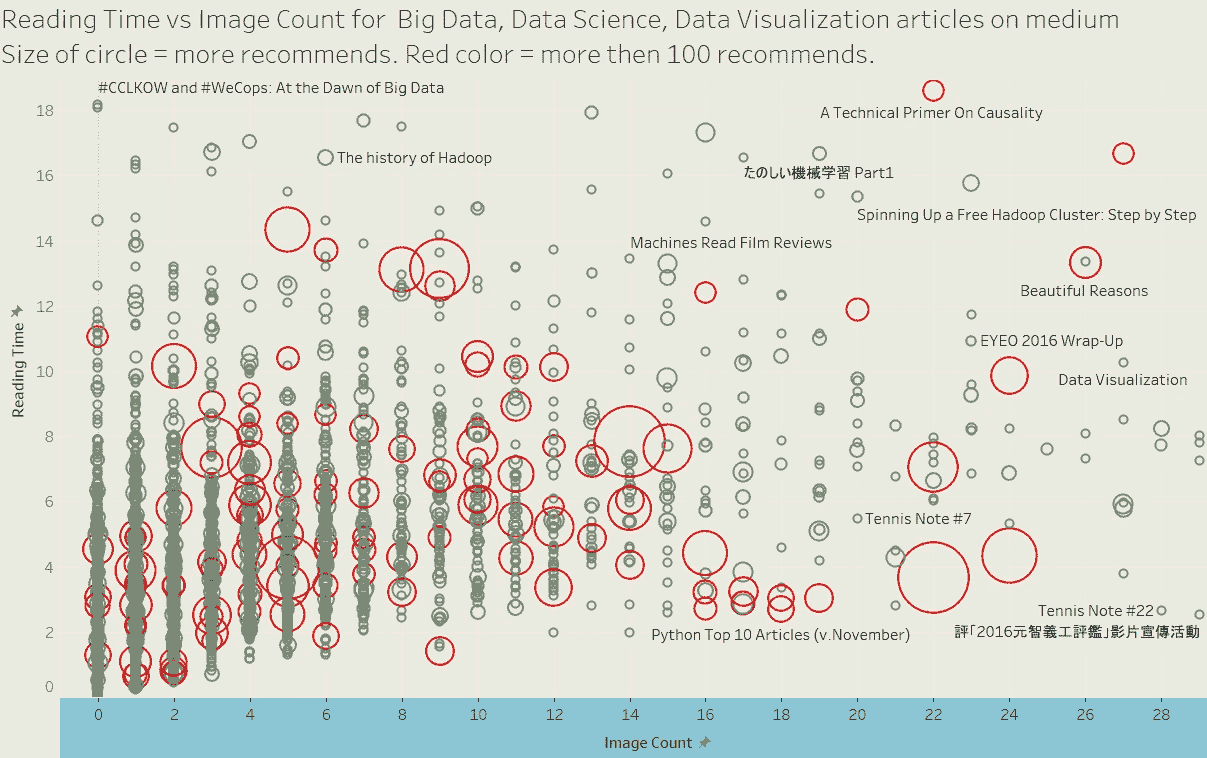 Reading Time vs Image Count for Big Data, Data Science, Data Visualization articles on medium
Size of circle = more recommends. Red color = more then 100 recommends.
#CCLKOW and #WeCops: At the Dawn of Big Data
A Technical Primer On Causality
The history of Hadoop
たのしい機械学習 Part1
Spinning Up a Free Hadoop Cluster: Step by Step
Machines Read Film Reviews
Beautiful Reasons
EYEO 2016 Wrap-Up
Data Visualization
Tennis Note #7
Tennis Note #22
Python Top 10 Articles (v.November)
評「2016元智義工評鑑」影片宣傳活動
Reading Time
18
16
14
12
10
8
6
4
2
0
0 2 4 6 8 10 12 14 16 18 20 22 24 26 28
Image Count